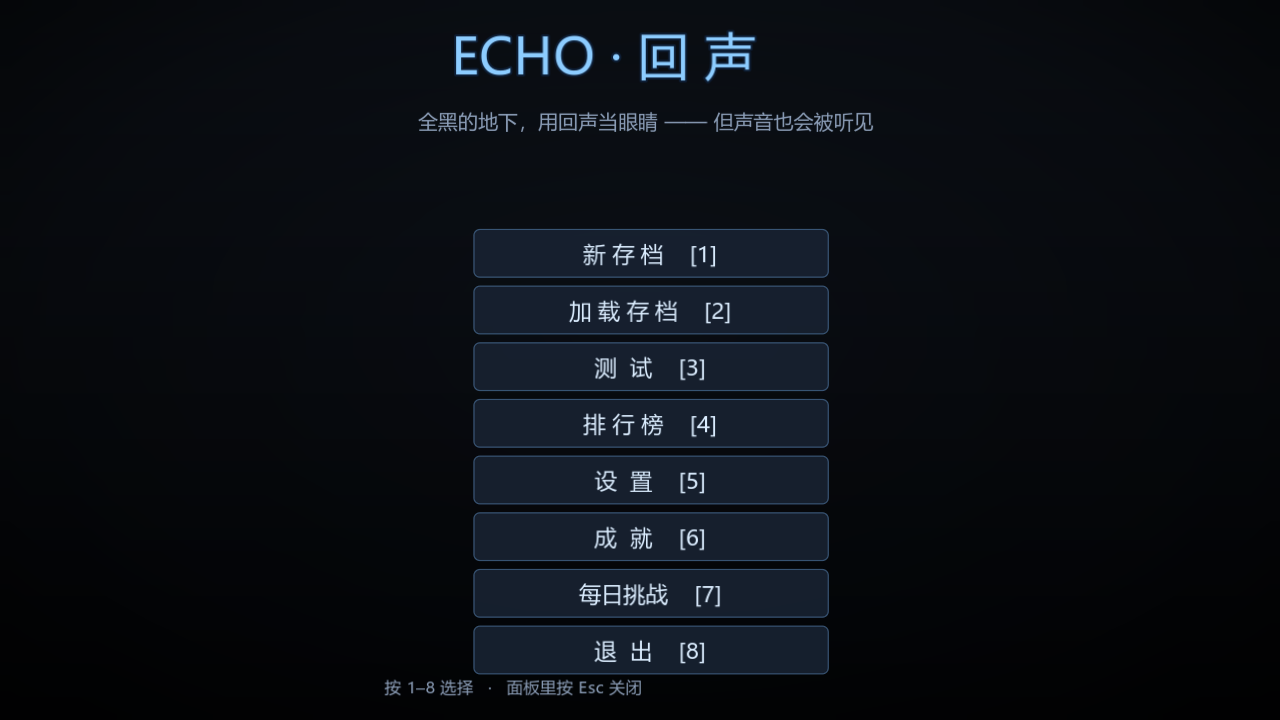 ECHO · 回 声
全黑的地下，用回声当眼睛 —— 但声音也会被听见
新 存 档 [1]
加 载 存 档 [2]
测 试 [3]
排 行 榜 [4]
设 置 [5]
成 就 [6]
每日挑战 [7]
退 出 [8]
按 1–8 选择 · 面板里按 Esc 关闭